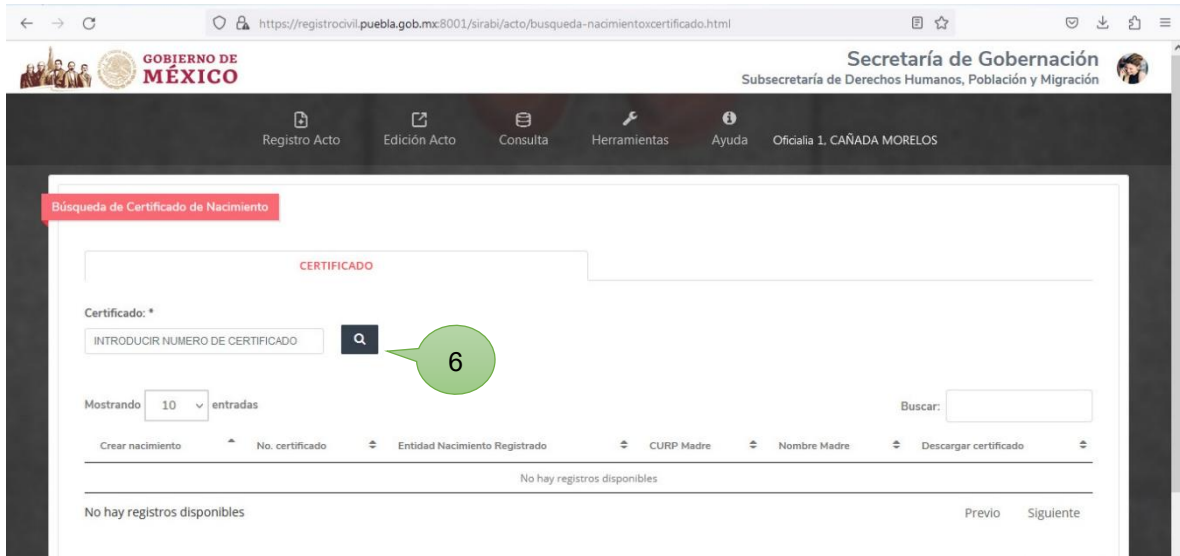 https://registrocivil.puebla.gob.mx:8001/sirabi/acto/busqueda-nacimientoxcertificado.html
GOBIERNO DE
MÉXICO
Secretaría de Gobernación
Subsecretaría de Derechos Humanos, Población y Migración
Registro Acto Edición Acto Consulta Herramientas Ayuda Oficialia 1, CAÑADA MORELOS
Búsqueda de Certificado de Nacimiento
CERTIFICADO
Certificado: *
INTRODUCIR NUMERO DE CERTIFICADO
6
Mostrando 10 entradas Buscar:
Crear nacimiento No. certificado Entidad Nacimiento Registrado CURP Madre Nombre Madre Descargar certificado
No hay registros disponibles
No hay registros disponibles Previo Siguiente